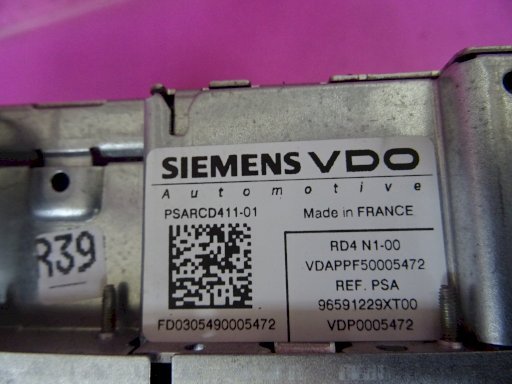 SIEMENS VDO
Automotive
PSARCD411-01
Made in FRANCE
RD4 N1-00
VDAPPF50005472
REF. PSA
96591229XT00
VDP0005472
FD0305490005472
R39